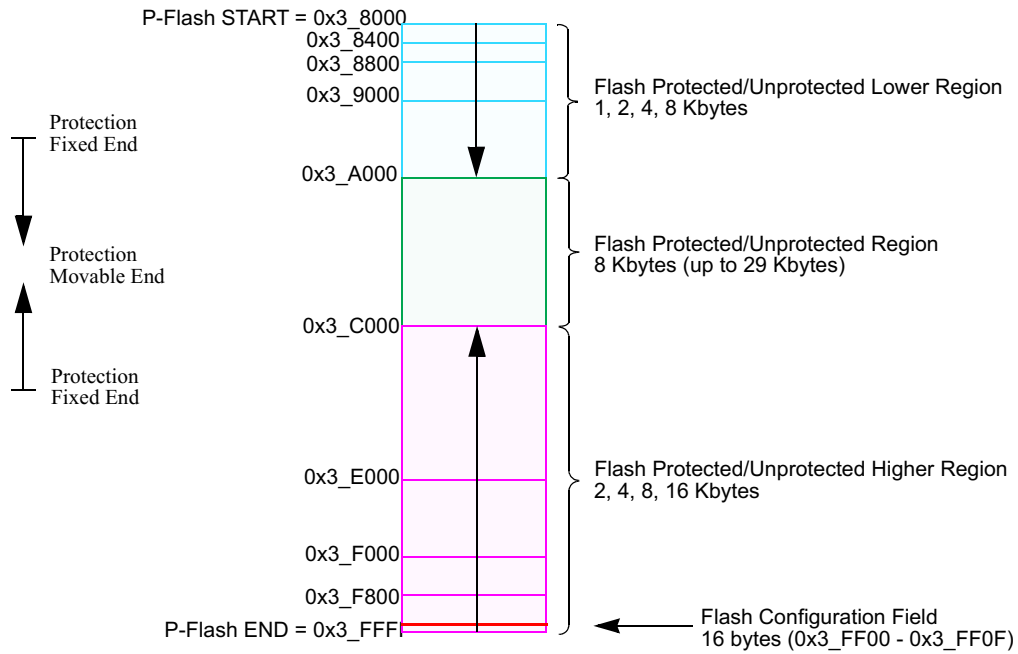 P-Flash START = 0x3_8000
0x3_8400
0x3_8800
0x3_9000
Flash Protected/Unprotected Lower Region
1, 2, 4, 8 Kbytes
Protection
Fixed End
0x3_A000
Flash Protected/Unprotected Region
8 Kbytes (up to 29 Kbytes)
Protection
Movable End
0x3_C000
Protection
Fixed End
Flash Protected/Unprotected Higher Region
2, 4, 8, 16 Kbytes
0x3_E000
0x3_F000
0x3_F800
P-Flash END = 0x3_FFF
Flash Configuration Field
16 bytes (0x3_FF00 - 0x3_FF0F)